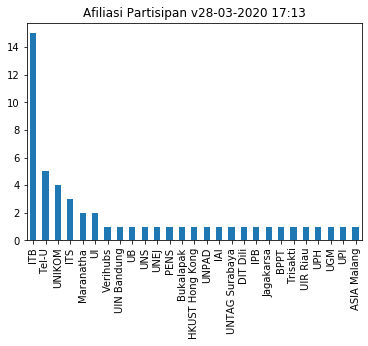 Afiliasi Partisipan v28-03-2020 17:13
14
12
10
8
6
4
2
0
ITB
Tel-U
UNIKOM
ITS
Maranatha
UI
Verihubs
UIN Bandung
UB
UNS
UNEJ
PENS
Bukalapak
HKUST Hong Kong
UNPAD
IAI
UNTAG Surabaya
DIT Dili
IPB
Jagakarsa
BPPT
Trisakti
UIR Riau
UPH
UGM
UPI
ASIA Malang